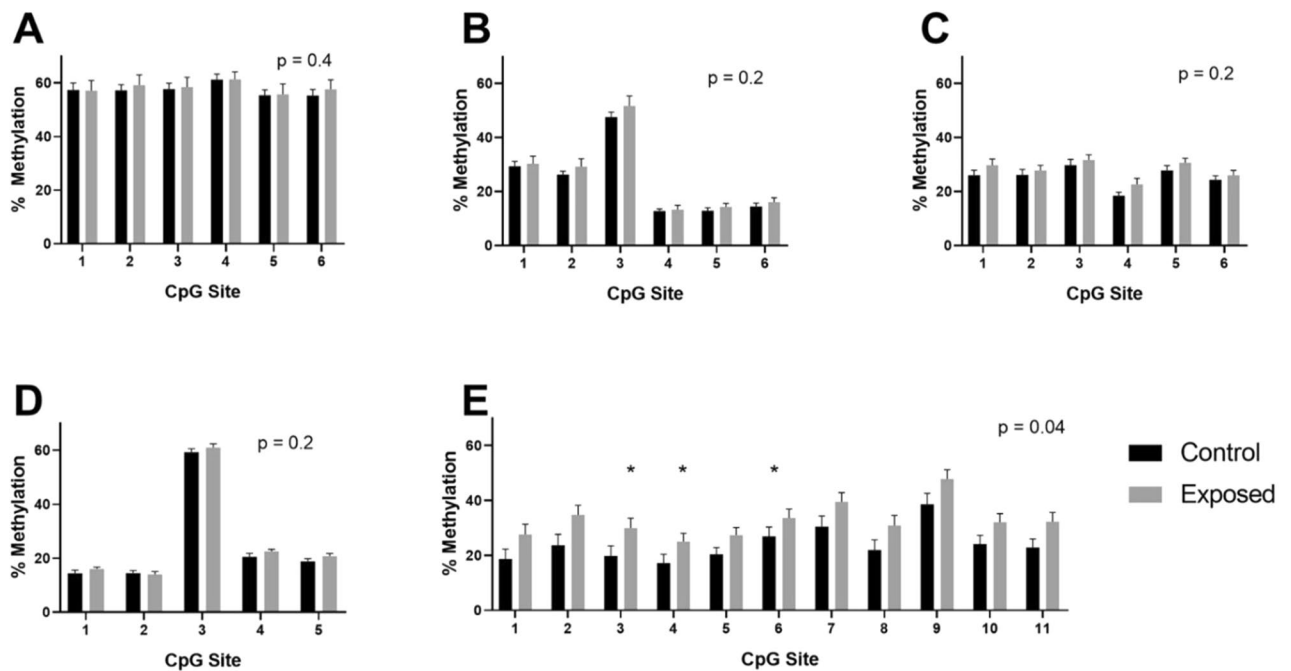 A
p = 0.4
% Methylation
60
40
20
0
1 2 3 4 5 6
CpG Site
B
p = 0.2
% Methylation
60
40
20
0
1 2 3 4 5 6
CpG Site
C
p = 0.2
% Methylation
60
40
20
0
1 2 3 4 5 6
CpG Site
D
p = 0.2
% Methylation
60
40
20
0
1 2 3 4 5
CpG Site
E
p = 0.04
% Methylation
60
40
20
0
* * *
1 2 3 4 5 6 7 8 9 10 11
CpG Site
Control
Exposed